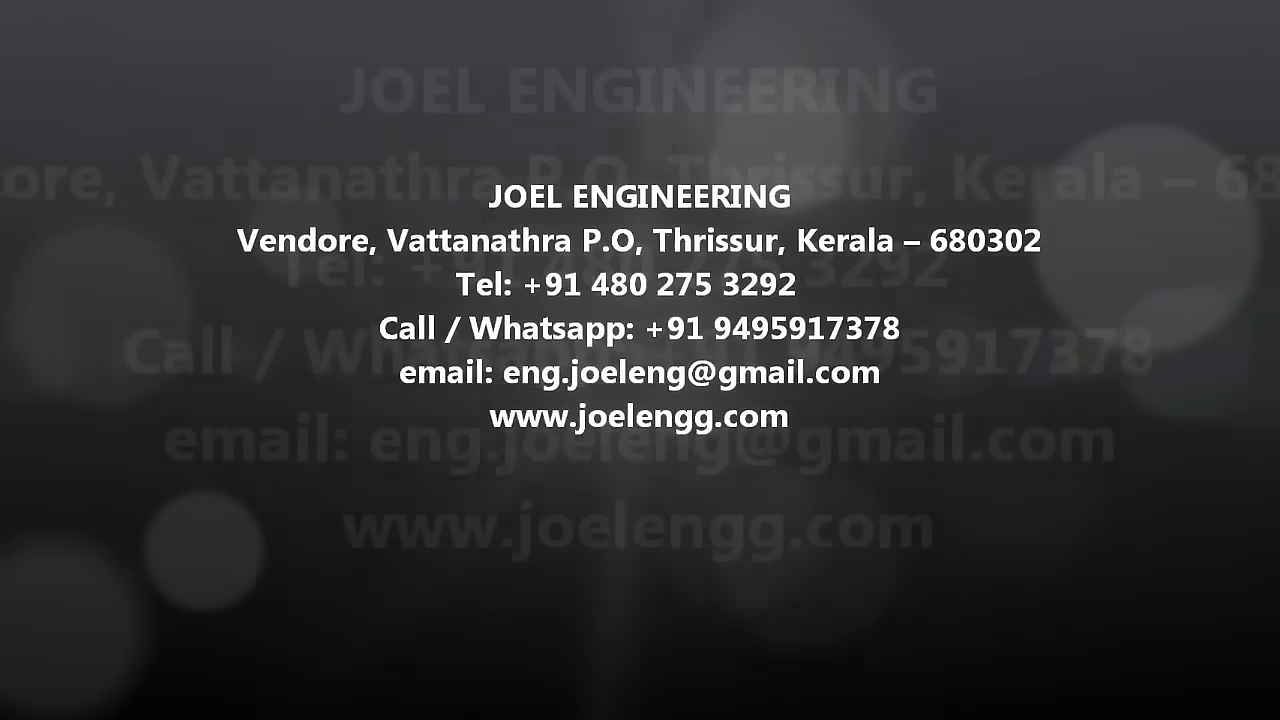 JOEL ENGINEERING
Vendore, Vattanathra P.O, Thrissur, Kerala – 680302
Tel: +91 480 275 3292
Call / Whatsapp: +91 9495917378
email: eng.joeleng@gmail.com
www.joelengg.com